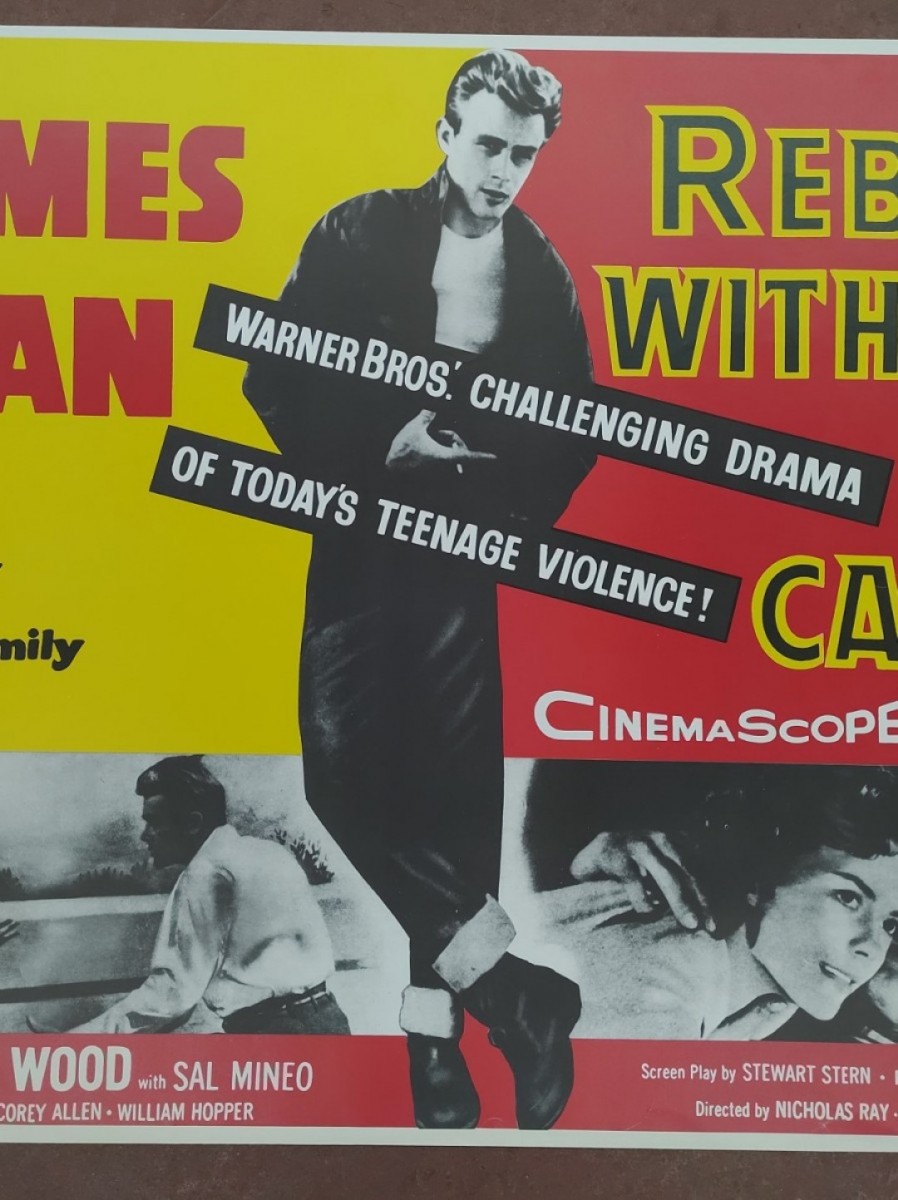 MES
AN
mily
REB
WITH
CA
WARNER BROS.' CHALLENGING DRAMA
OF TODAY'S TEENAGE VIOLENCE!
CINEMASCOPE
WOOD with SAL MINEO
COREY ALLEN · WILLIAM HOPPER
Screen Play by STEWART STERN ·
Directed by NICHOLAS RAY ·